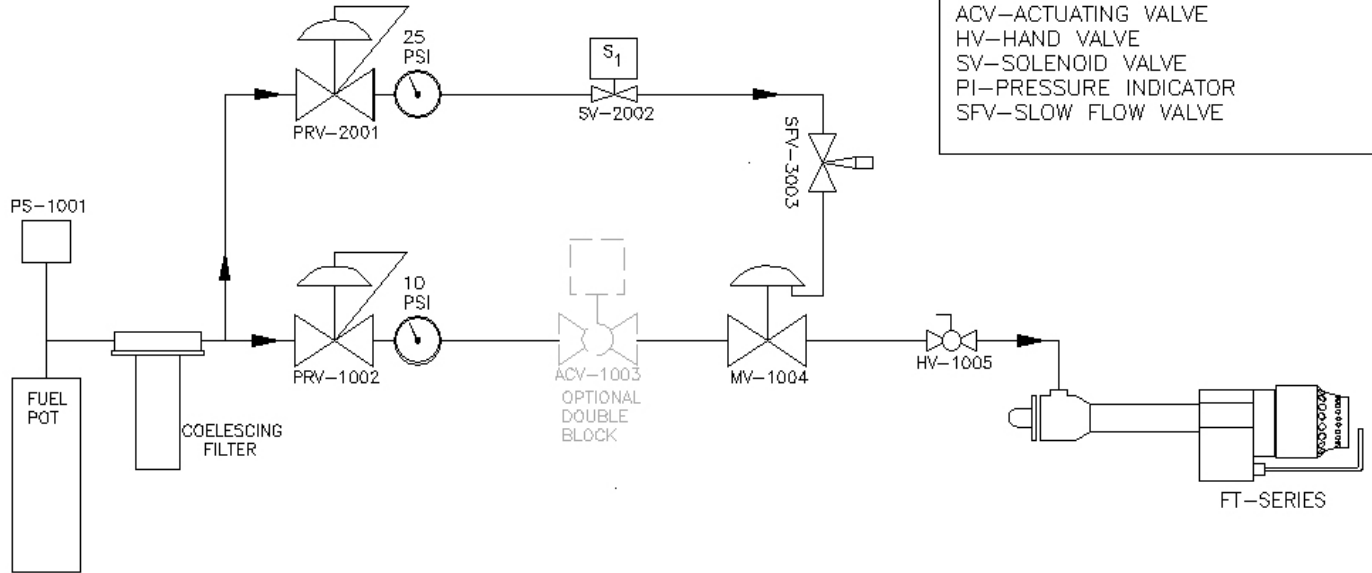 ACV-ACTUATING VALVE
HV-HAND VALVE
SV-SOLENOID VALVE
PI-PRESSURE INDICATOR
SFV-SLOW FLOW VALVE
25
PSI
S1
PRV-2001
SV-2002
SFV-3003
PS-1001
10
PSI
PRV-1002
ACV-1003
OPTIONAL
DOUBLE
BLOCK
MV-1004
HV-1005
FUEL
POT
COELESCING
FILTER
FT-SERIES